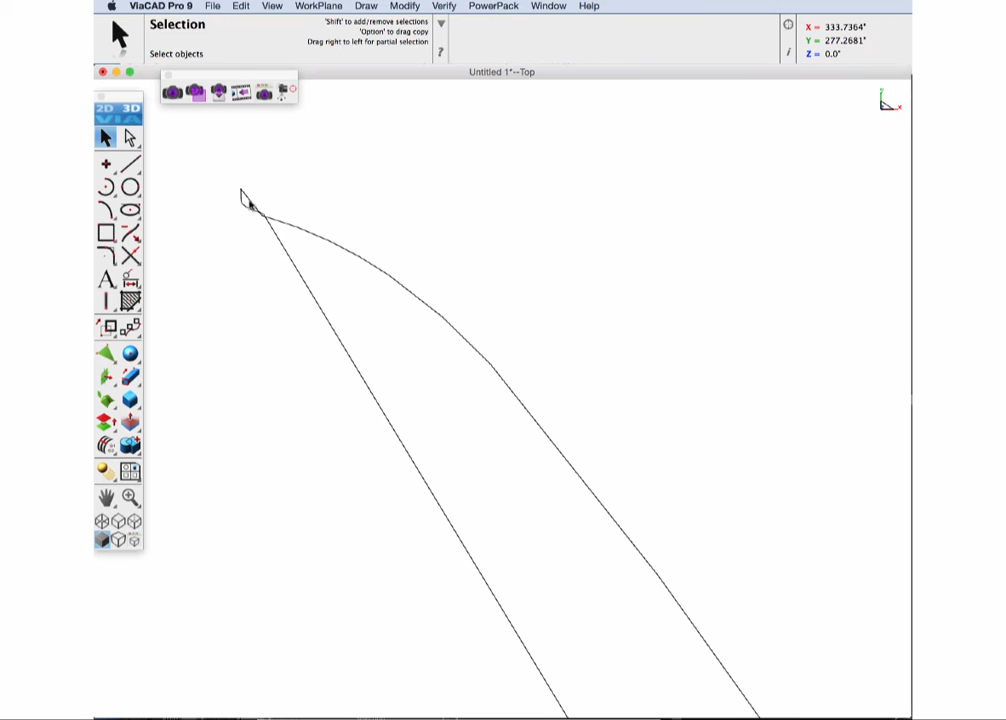 ViaCAD Pro 9 File Edit View WorkPlane Draw Modify Verify PowerPack Window Help
Selection
'Shift' to add/remove selections
'Option' to drag copy
Drag right to left for partial selection
Select objects
?
i
X = 333.7364"
Y = 277.2681"
Z = 0.0"
Untitled 1*--Top
2D 3D
VIA
A